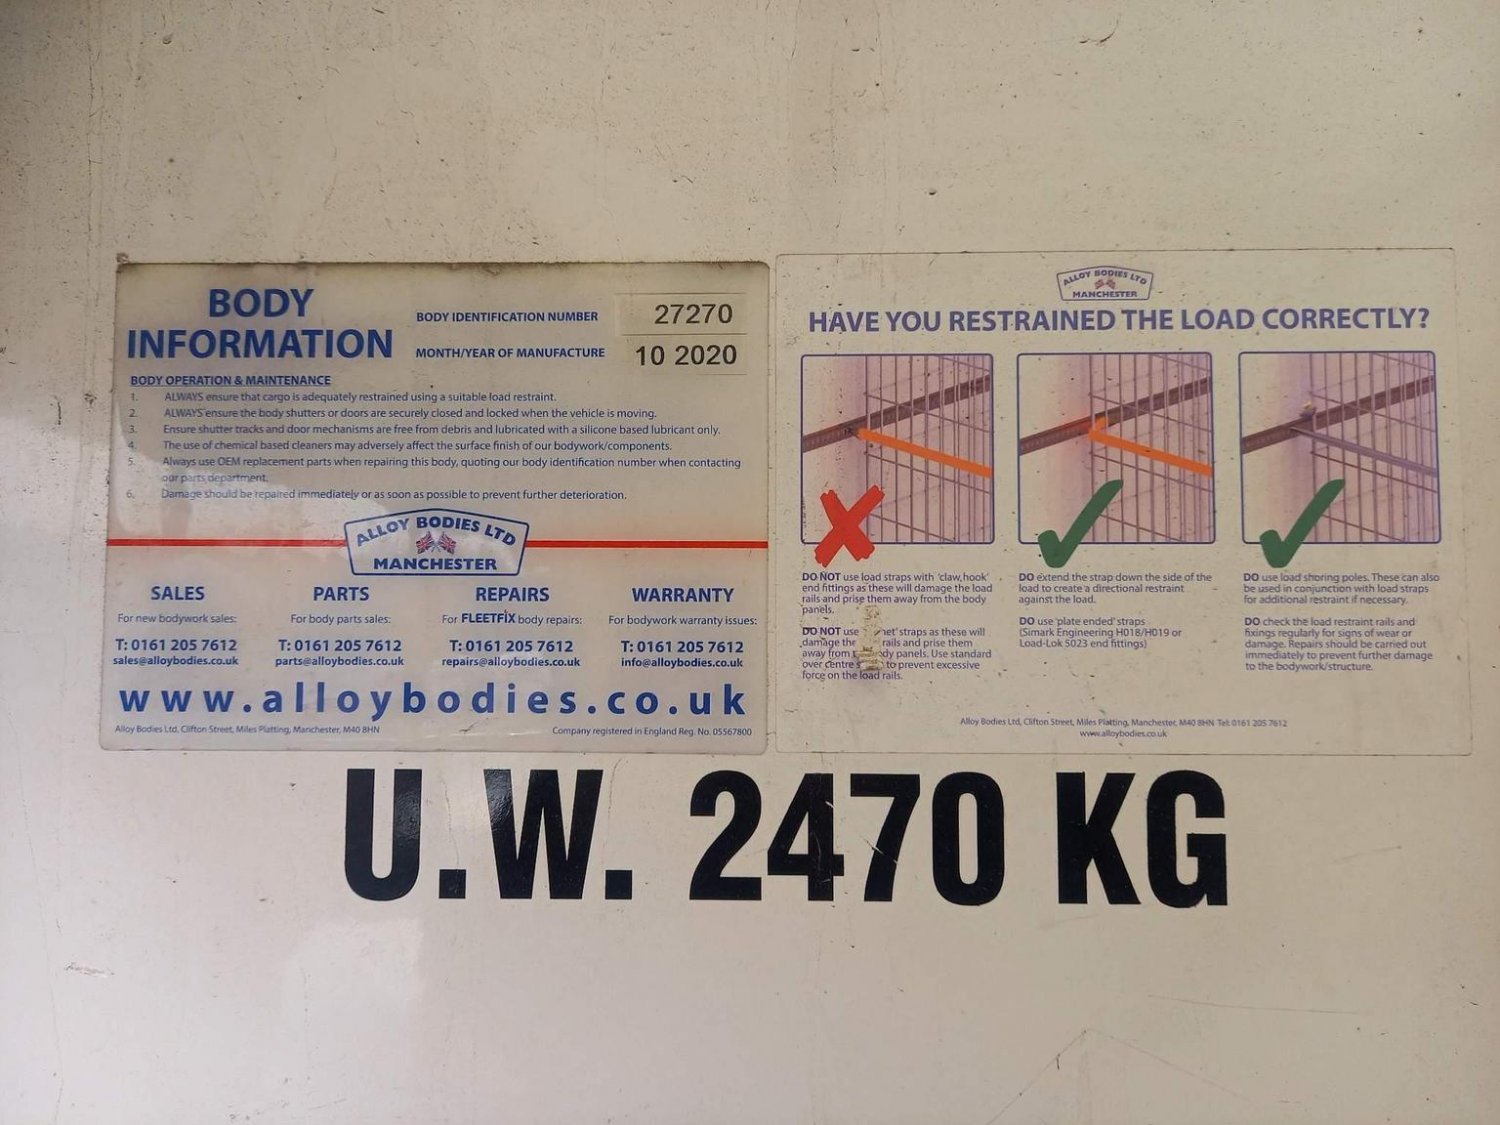 BODY
INFORMATION
BODY IDENTIFICATION NUMBER 27270
MONTH/YEAR OF MANUFACTURE 10 2020
BODY OPERATION & MAINTENANCE
1. ALWAYS ensure that cargo is adequately restrained using a suitable load restraint.
2. ALWAYS ensure the body shutters or doors are securely closed and locked when the vehicle is moving.
3. Ensure shutter tracks and door mechanisms are free from debris and lubricated with a silicone based lubricant only.
4. The use of chemical based cleaners may adversely affect the surface finish of our bodywork/components.
5. Always use OEM replacement parts when repairing this body, quoting our body identification number when contacting
our parts department.
6. Damage should be repaired immediately or as soon as possible to prevent further deterioration.
ALLOY BODIES LTD
MANCHESTER
SALES
For new bodywork sales:
T: 0161 205 7612
sales@alloybodies.co.uk
PARTS
For body parts sales:
T: 0161 205 7612
parts@alloybodies.co.uk
REPAIRS
For FLEETFIX body repairs:
T: 0161 205 7612
repairs@alloybodies.co.uk
WARRANTY
For bodywork warranty issues:
T: 0161 205 7612
info@alloybodies.co.uk
www.alloybodies.co.uk
Alloy Bodies Ltd, Clifton Street, Miles Platting, Manchester, M40 8HN
Company registered in England Reg. No. 05567800
ALLOY BODIES LTD
MANCHESTER
HAVE YOU RESTRAINED THE LOAD CORRECTLY?
DO NOT use load straps with 'claw, hook'
end fittings as these will damage the load
rails and prise them away from the body
panels.
DO NOT use net' straps as these will
damage the rails and prise them
away from body panels. Use standard
over centre to prevent excessive
force on the load rails.
DO extend the strap down the side of the
load to create a directional restraint
against the load.
DO use 'plate ended' straps
(Simark Engineering H018/H019 or
Load-Lok 5023 end fittings)
DO use load shoring poles. These can also
be used in conjunction with load straps
for additional restraint if necessary.
DO check the load restraint rails and
fixings regularly for signs of wear or
damage. Repairs should be carried out
immediately to prevent further damage
to the bodywork/structure.
Alloy Bodies Ltd, Clifton Street, Miles Platting, Manchester, M40 8HN Tel: 0161 205 7612
www.alloybodies.co.uk
U.W. 2470 KG